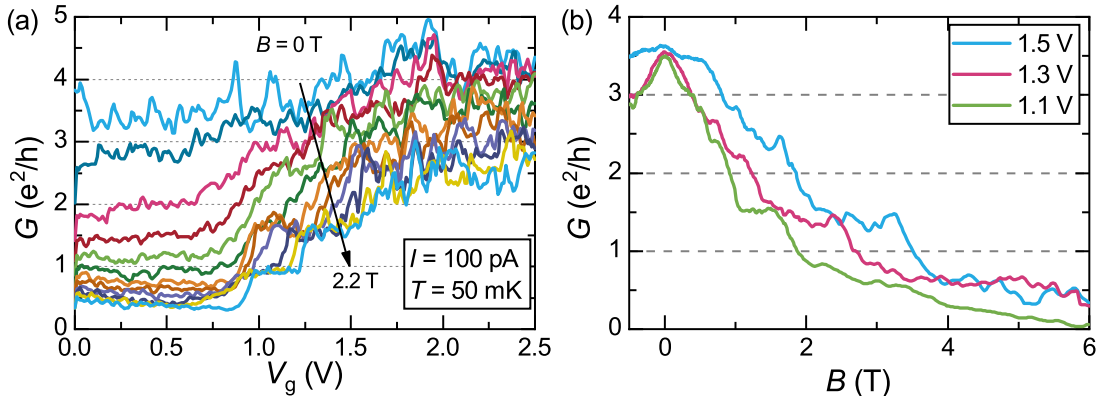 (a)
5
4
3
2
1
0
G (e²/h)
B = 0 T
2.2 T
I = 100 pA
T = 50 mK
0.0 0.5 1.0 1.5 2.0 2.5
Vg (V)
(b)
4
3
2
1
0
G (e²/h)
1.5 V
1.3 V
1.1 V
0 2 4 6
B (T)